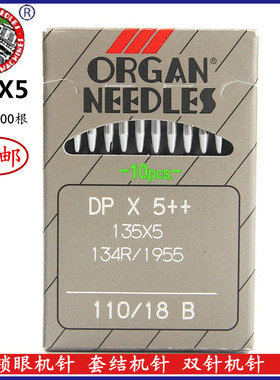 ®
MACHINES
ORGAN
NEEDLES
X5
00根
邮
-10pcs-
DP X 5++
135X5
134R/1955
110/18 B
锁眼机针 套结机针 双针机针